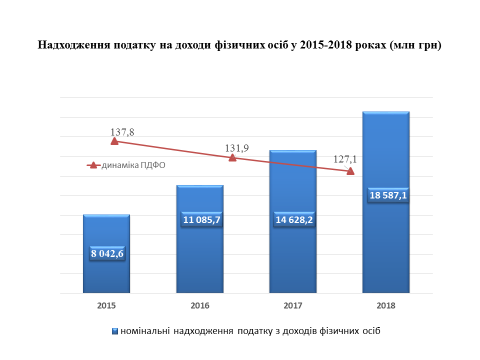 Надходження податку на доходи фізичних осіб у 2015-2018 роках (млн грн)
137,8
131,9
127,1
динаміка ПДФО
18 587,1
11 085,7
14 628,2
8 042,6
2015 2016 2017 2018
номінальні надходження податку з доходів фізичних осіб